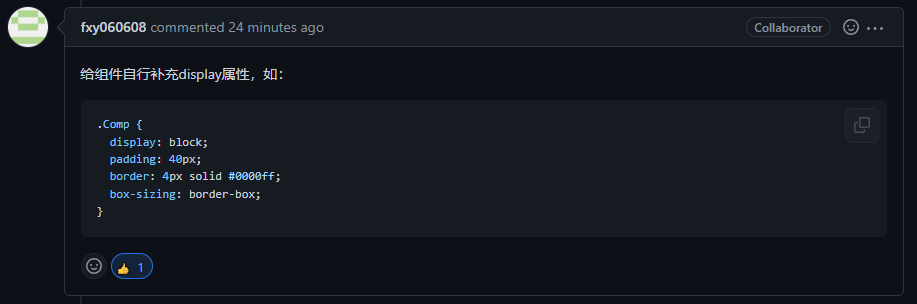 fxy060608 commented 24 minutes ago
Collaborator
给组件自行补充display属性，如：
.Comp {
  display: block;
  padding: 40px;
  border: 4px solid #0000ff;
  box-sizing: border-box;
}
👍 1